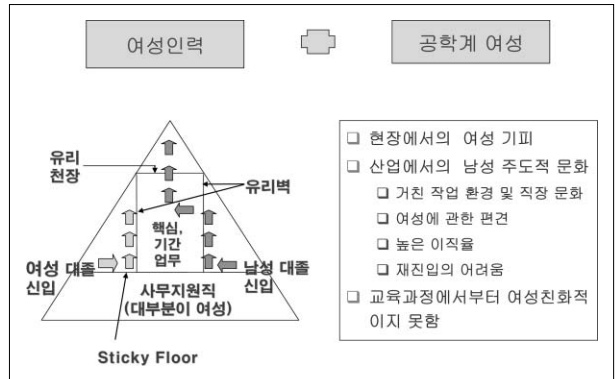 여성인력
공학계 여성
유리
천장
유리벽
핵심,
기간
업무
여성 대졸
신입
남성 대졸
신입
사무지원직
(대부분이 여성)
Sticky Floor
❏ 현장에서의 여성 기피
❏ 산업에서의 남성 주도적 문화
❏ 거친 작업 환경 및 직장 문화
❏ 여성에 관한 편견
❏ 높은 이직율
❏ 재진입의 어려움
❏ 교육과정에서부터 여성친화적
이지 못함